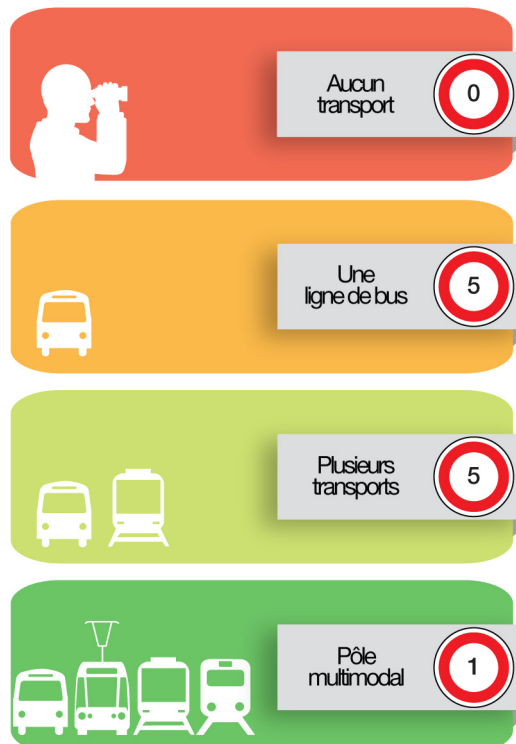 Aucun
transport
0
Une
ligne de bus
5
Plusieurs
transports
5
Pôle
multimodal
1